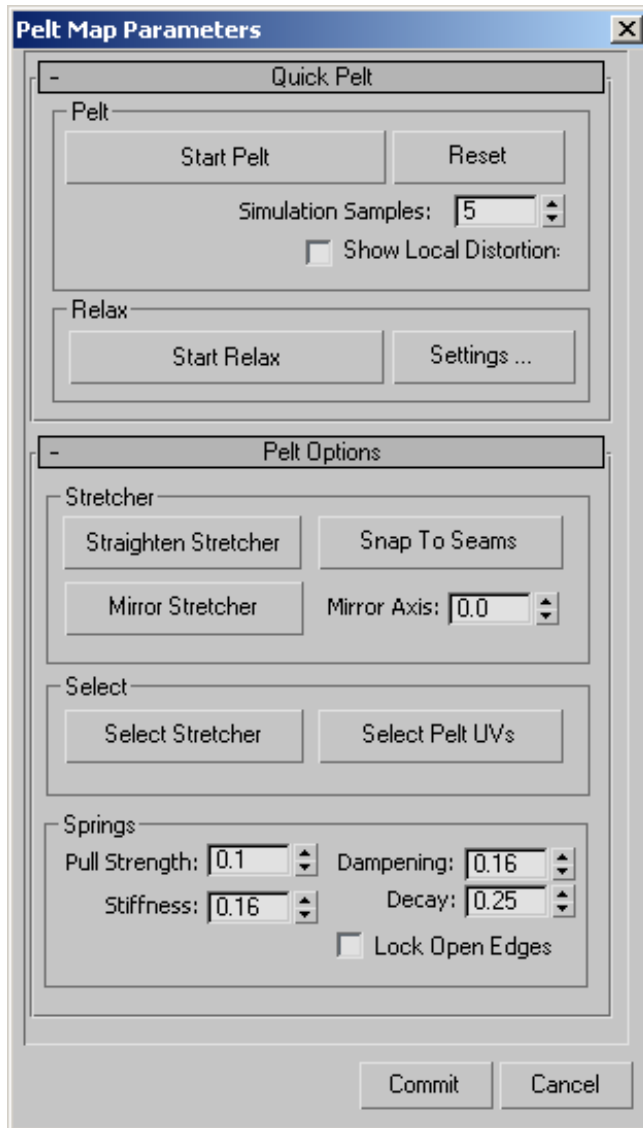 Pelt Map Parameters
- Quick Pelt
Pelt
Start Pelt Reset
Simulation Samples: 5
Show Local Distortion:
Relax
Start Relax Settings ...
- Pelt Options
Stretcher
Straighten Stretcher Snap To Seams
Mirror Stretcher Mirror Axis: 0.0
Select
Select Stretcher Select Pelt UVs
Springs
Pull Strength: 0.1 Dampening: 0.16
Stiffness: 0.16 Decay: 0.25
Lock Open Edges
Commit Cancel